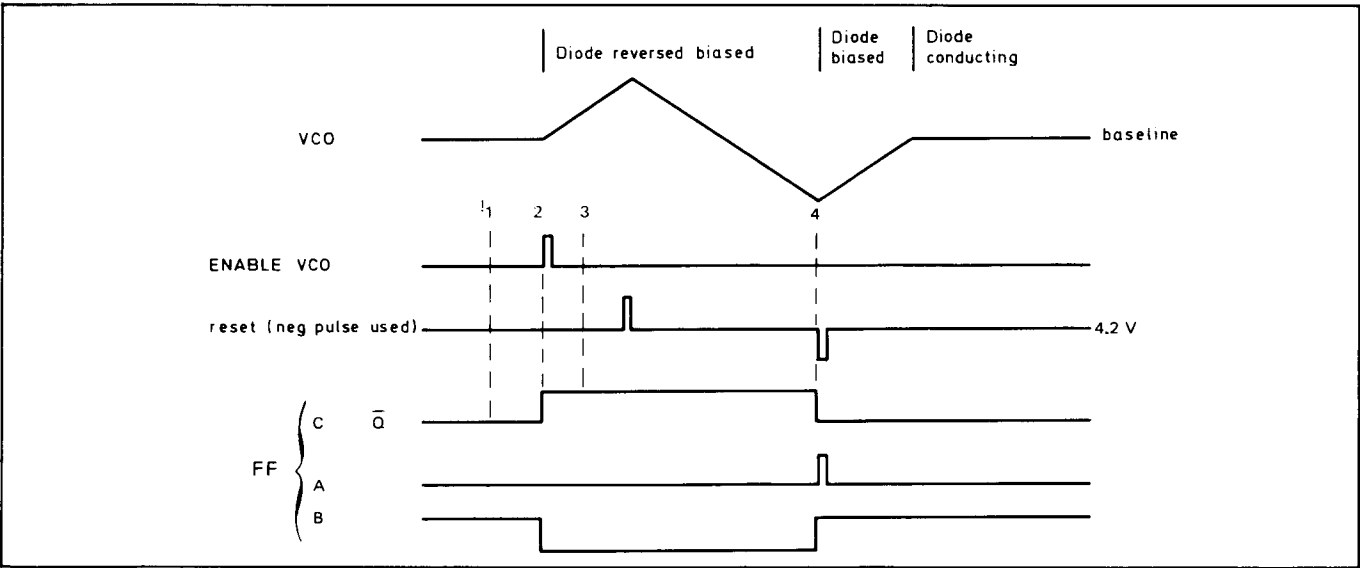 Diode reversed biased
Diode
biased
Diode
conducting
VCO
baseline
!1 2 3 4
ENABLE VCO
reset (neg pulse used)
4.2 V
FF
C Q̅
A
B